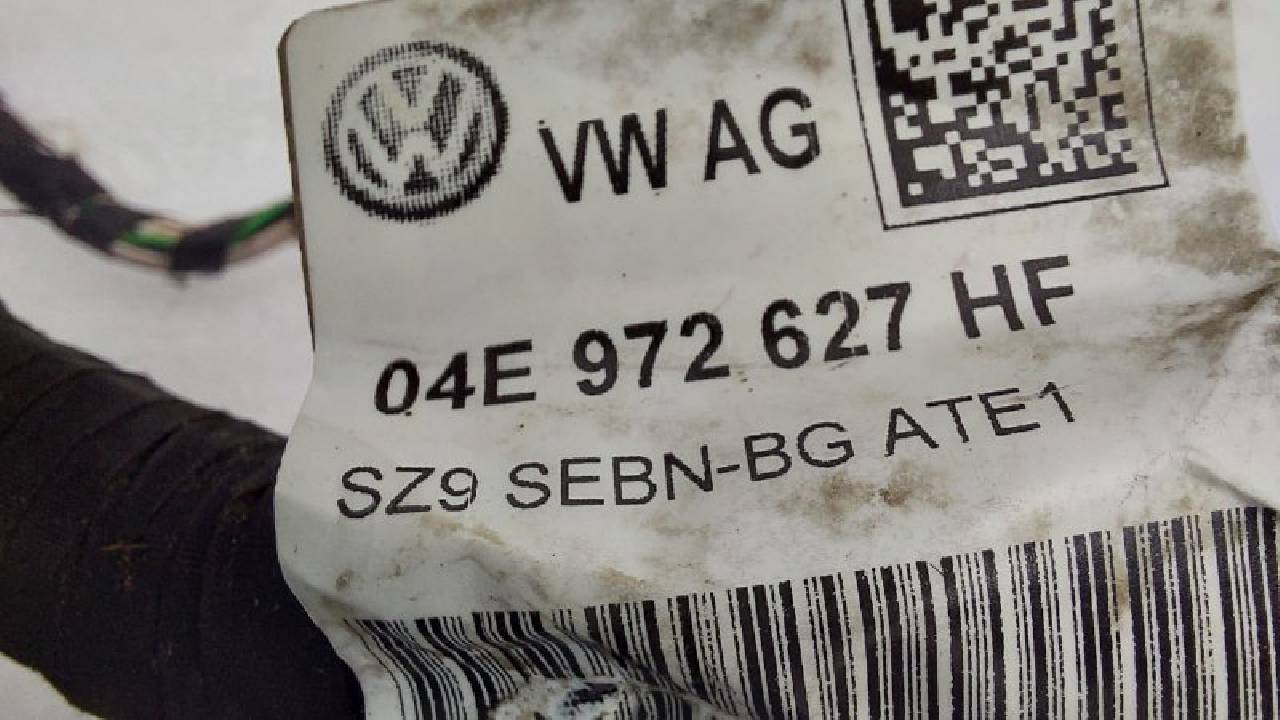 VW AG
04E 972 627 HF
SZ9 SEBN-BG ATE1